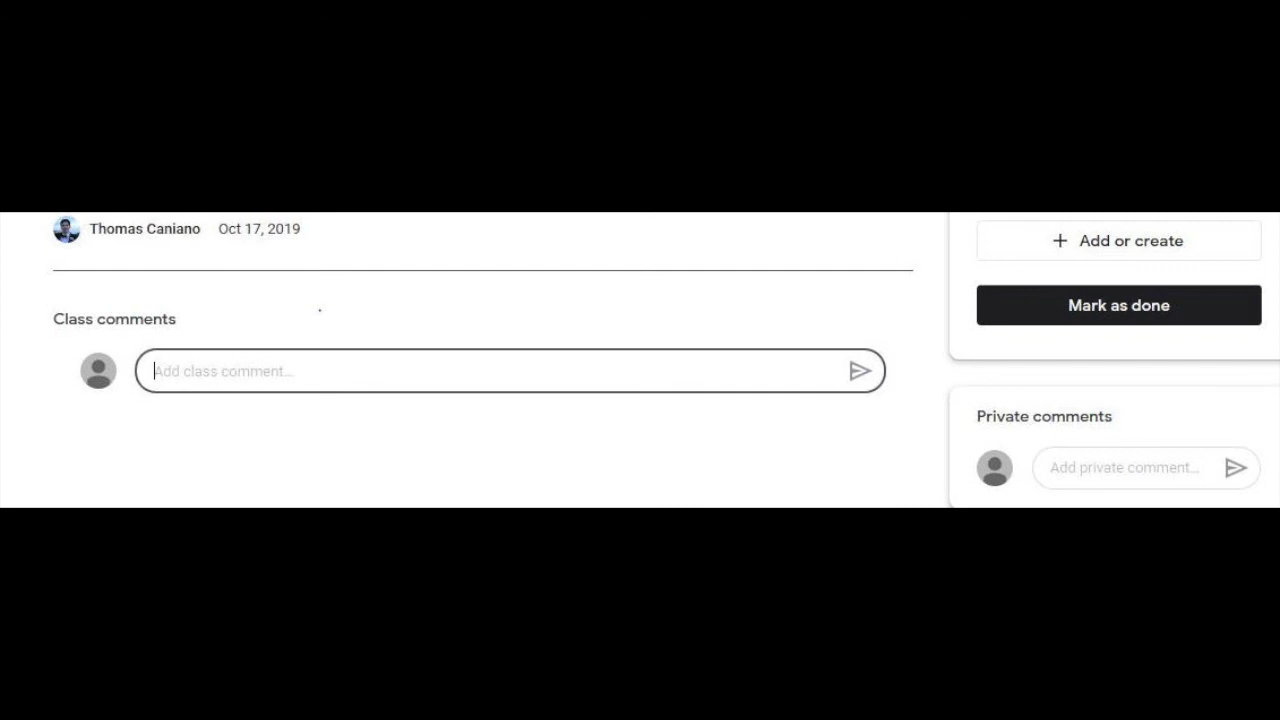 Thomas Caniano Oct 17, 2019
Class comments
Add class comment...
Add or create
Mark as done
Private comments
Add private comment...